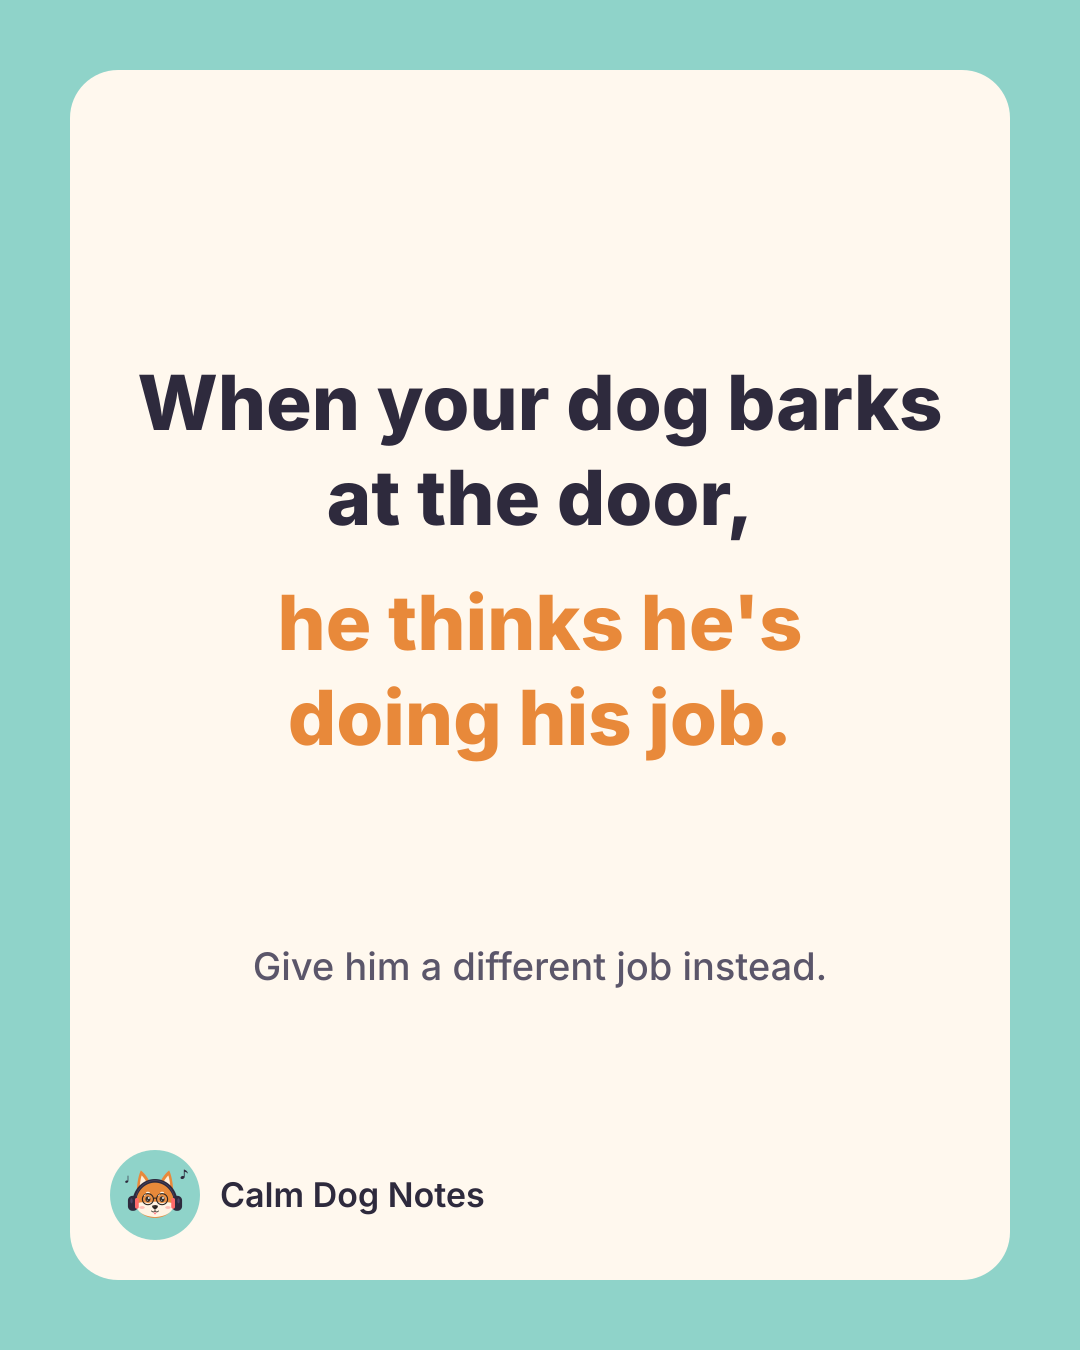 When your dog barks
at the door,
he thinks he's
doing his job.
Give him a different job instead.
Calm Dog Notes